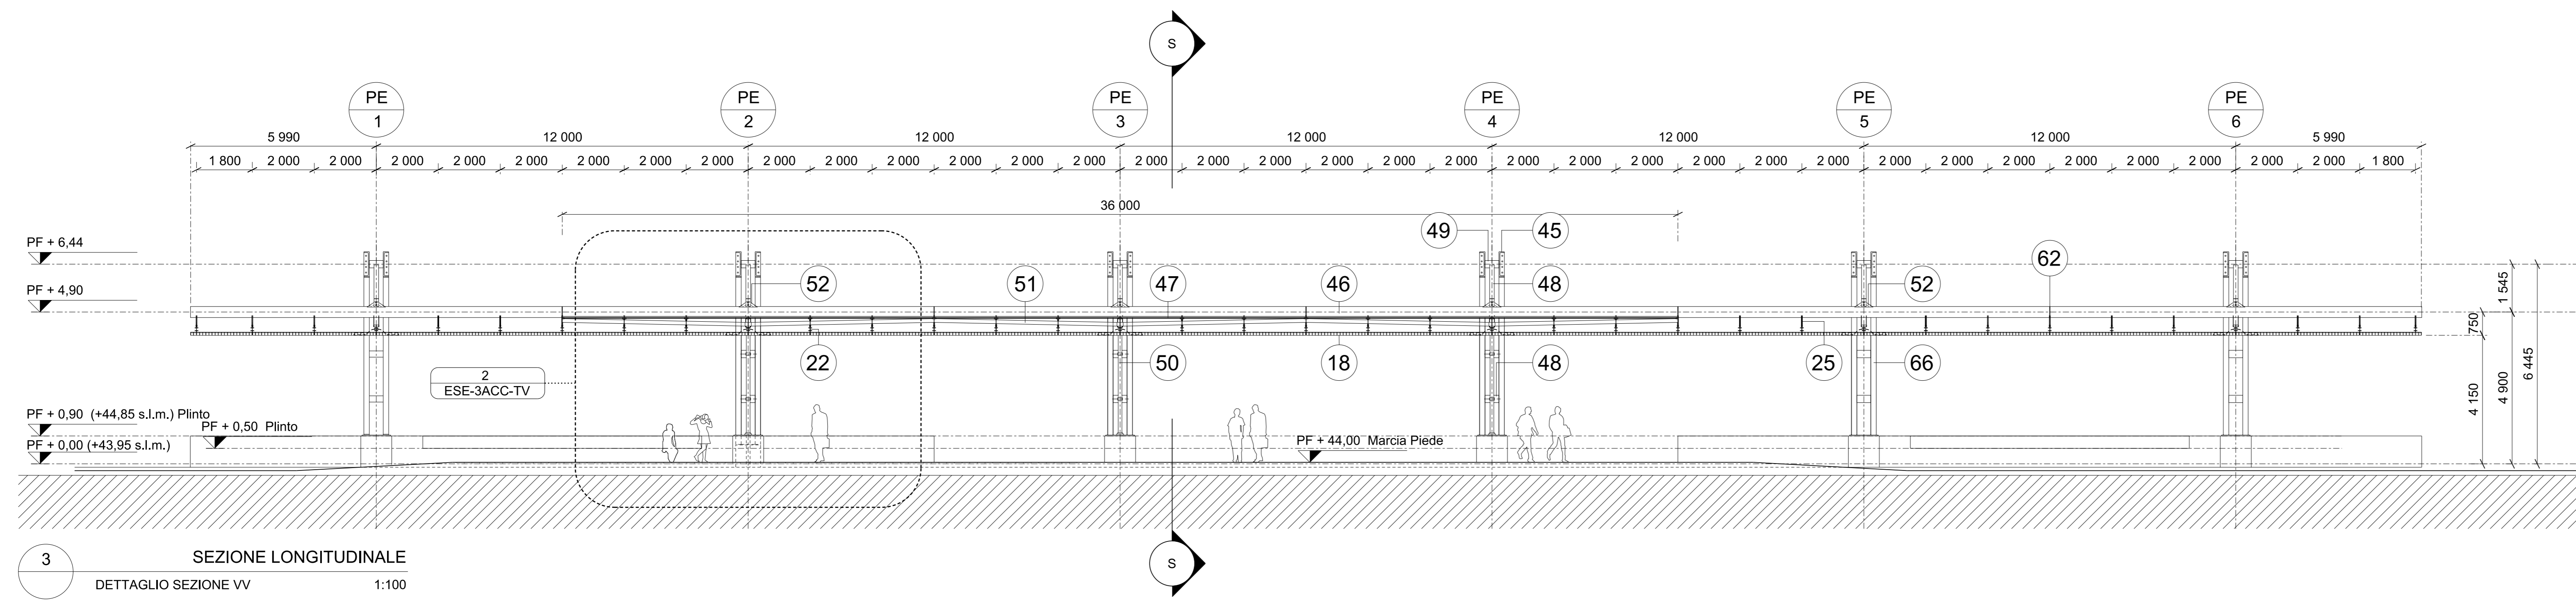 S
PE 1
PE 2
PE 3
PE 4
PE 5
PE 6
5 990 12 000 12 000 12 000 12 000 12 000 5 990
1 800 2 000 2 000 2 000 2 000 2 000 2 000 2 000 2 000 2 000 2 000 2 000 2 000 2 000 2 000 2 000 2 000 2 000 2 000 2 000 2 000 2 000 2 000 2 000 2 000 2 000 2 000 2 000 2 000 2 000 2 000 2 000 2 000 2 000 2 000 1 800
36 000
49 45
PF + 6,44
62
52 51 47 46 48 52
PF + 4,90
1 545
750
22 50 18 48 25 66
6 445
4 900
4 150
2
ESE-3ACC-TV
PF + 0,90 (+44,85 s.l.m.) Plinto
PF + 0,50 Plinto
PF + 0,00 (+43,95 s.l.m.)
PF + 44,00 Marcia Piede
3
SEZIONE LONGITUDINALE
DETTAGLIO SEZIONE VV 1:100
S